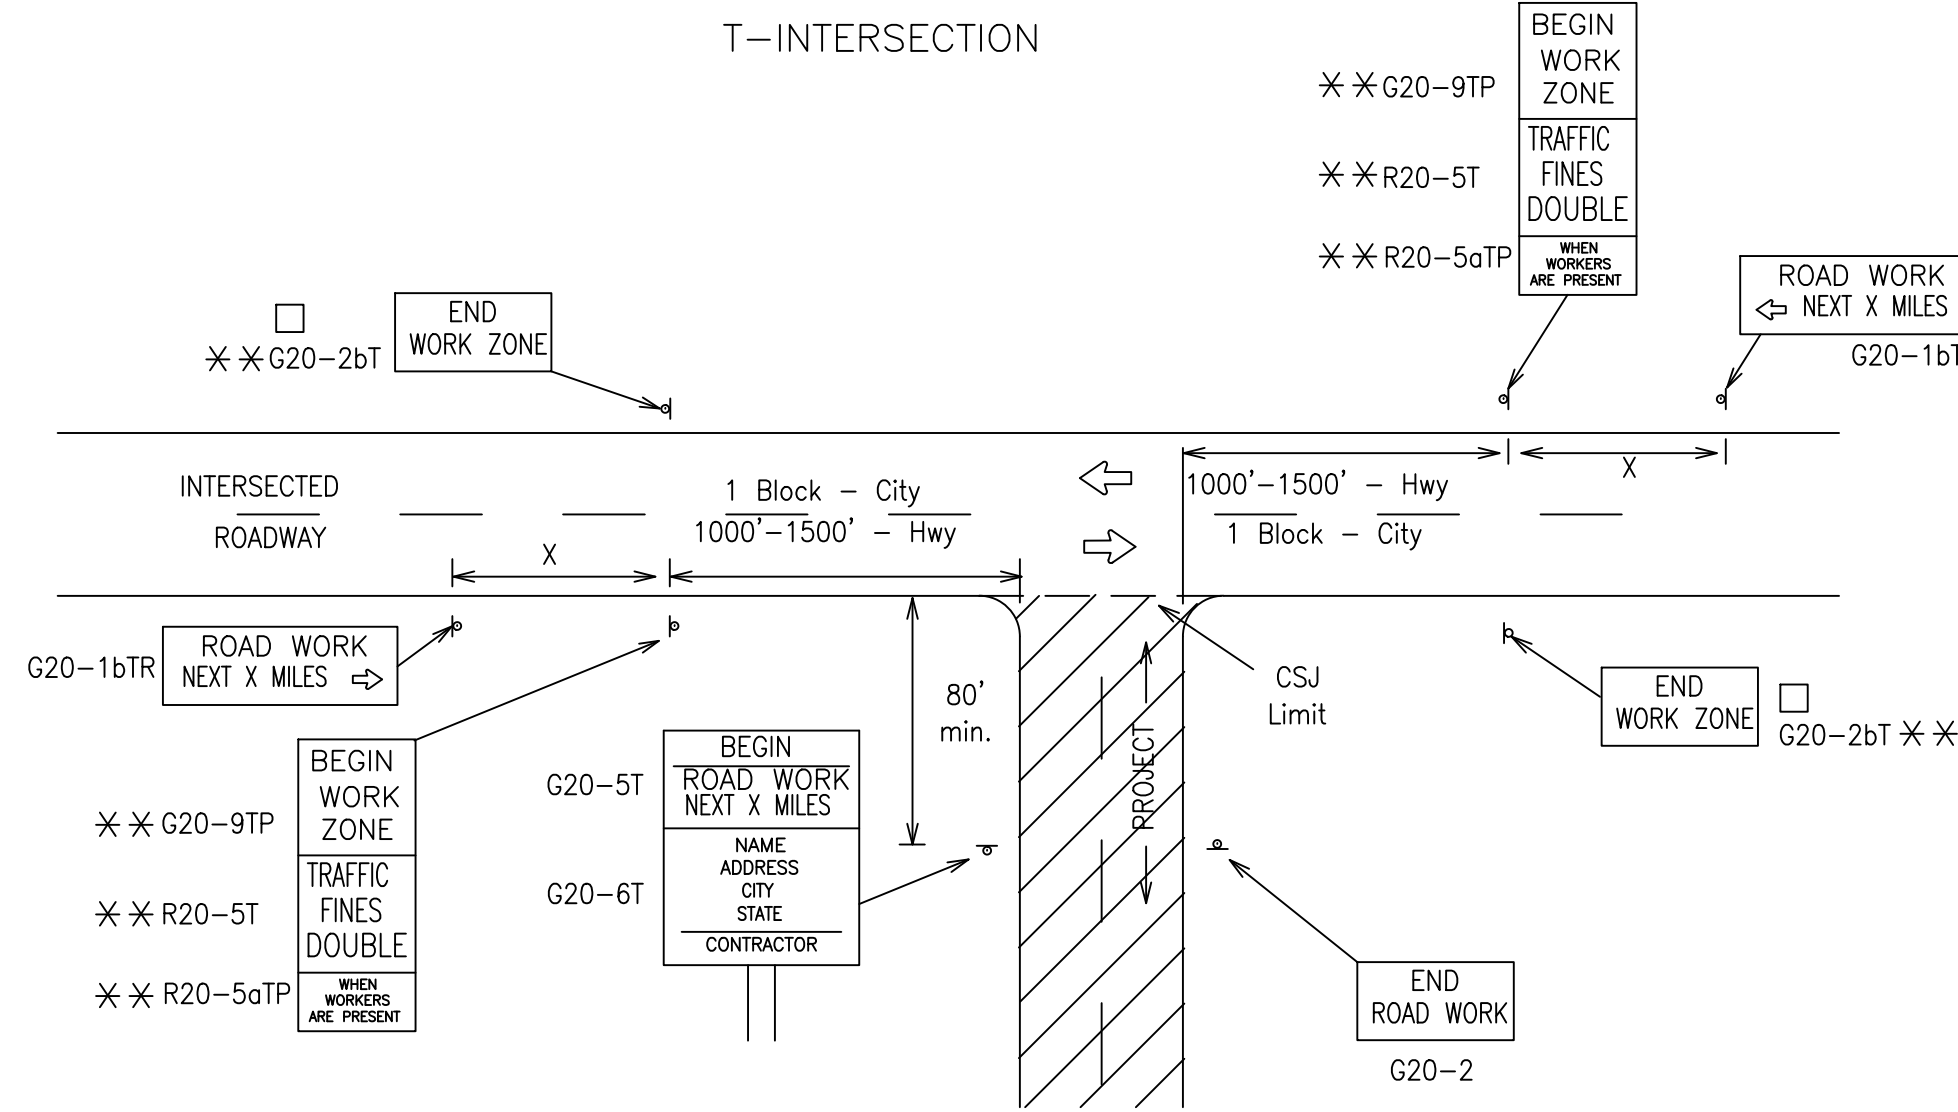 T-INTERSECTION
BEGIN
WORK
ZONE
TRAFFIC
FINES
DOUBLE
WHEN
WORKERS
ARE PRESENT
**G20-9TP
**R20-5T
**R20-5aTP
ROAD WORK
⇦ NEXT X MILES
G20-1bT
□
**G20-2bT
END
WORK ZONE
INTERSECTED
ROADWAY
1 Block - City
1000'-1500' - Hwy
X
1000'-1500' - Hwy
1 Block - City
X
G20-1bTR
ROAD WORK
NEXT X MILES ⇨
80'
min.
CSJ
Limit
PROJECT
END
WORK ZONE
□
G20-2bT **
BEGIN
WORK
ZONE
TRAFFIC
FINES
DOUBLE
WHEN
WORKERS
ARE PRESENT
**G20-9TP
**R20-5T
**R20-5aTP
G20-5T
BEGIN
ROAD WORK
NEXT X MILES
G20-6T
NAME
ADDRESS
CITY
STATE
CONTRACTOR
END
ROAD WORK
G20-2